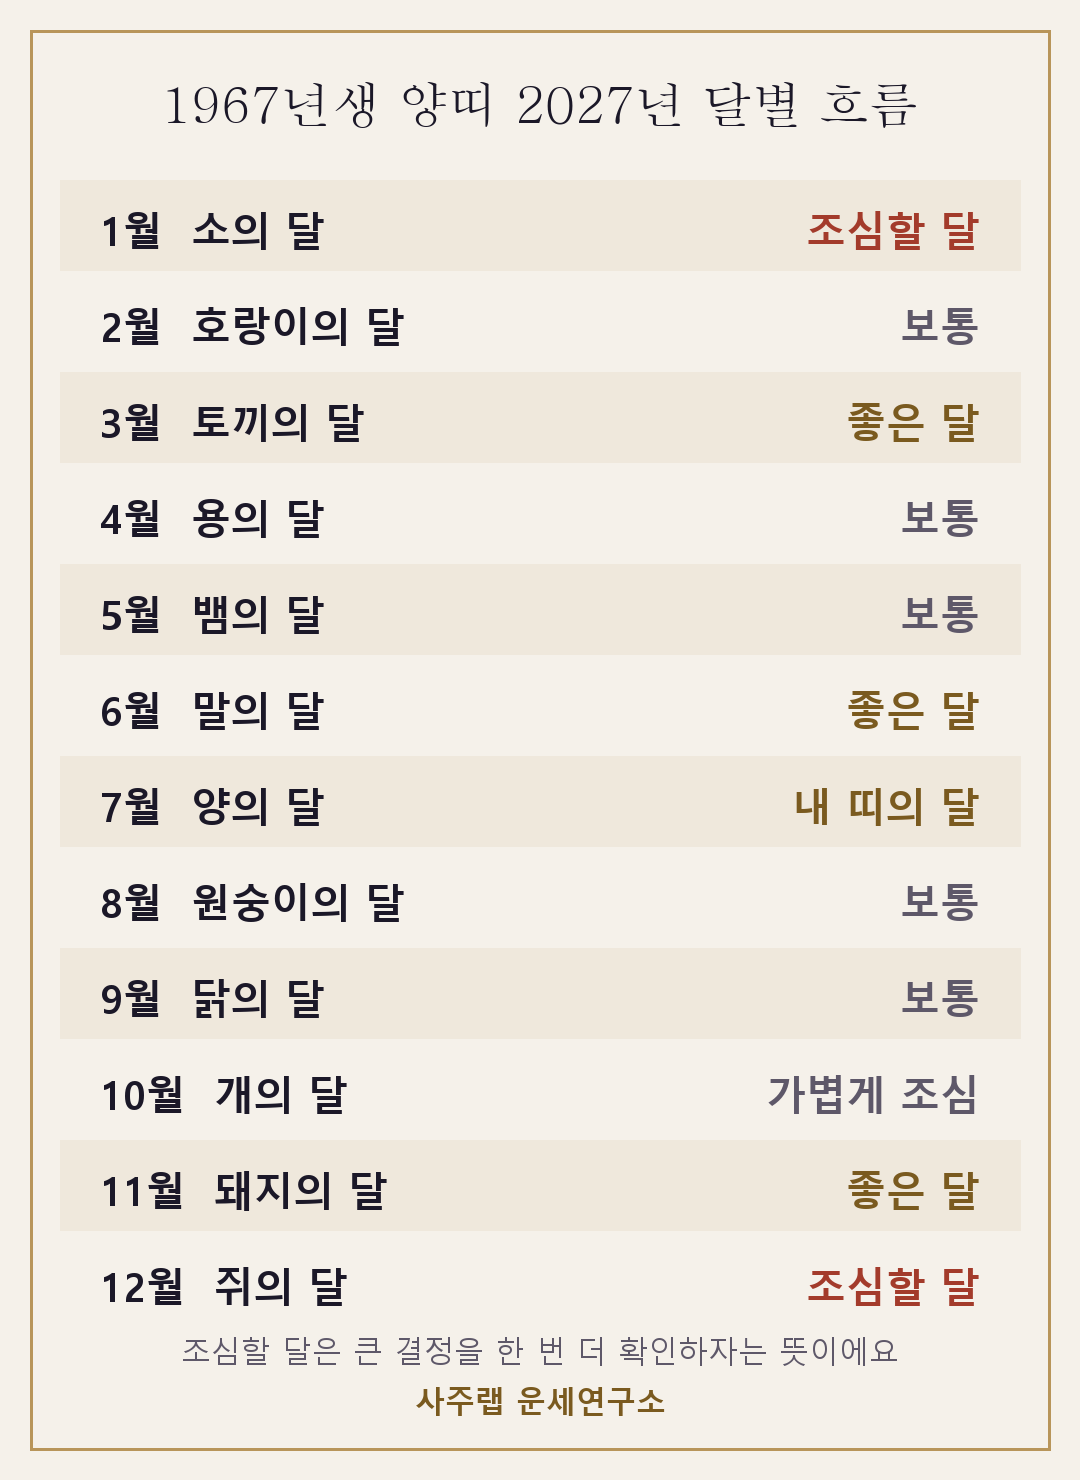 1967년생 양띠 2027년 달별 흐름
1월 소의 달 조심할 달
2월 호랑이의 달 보통
3월 토끼의 달 좋은 달
4월 용의 달 보통
5월 뱀의 달 보통
6월 말의 달 좋은 달
7월 양의 달 내 띠의 달
8월 원숭이의 달 보통
9월 닭의 달 보통
10월 개의 달 가볍게 조심
11월 돼지의 달 좋은 달
12월 쥐의 달 조심할 달
조심할 달은 큰 결정을 한 번 더 확인하자는 뜻이에요
사주랩 운세연구소